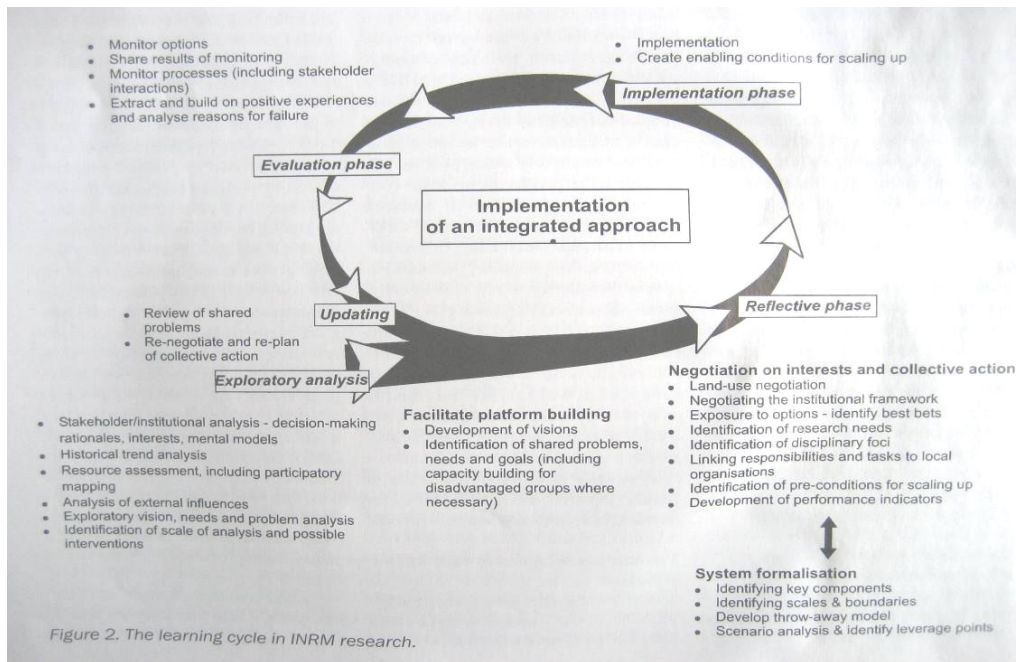 • Monitor options
• Share results of monitoring
• Monitor processes (including stakeholder
interactions)
• Extract and build on positive experiences
and analyse reasons for failure
• Implementation
• Create enabling conditions for scaling up
Implementation phase
Evaluation phase
Implementation
of an integrated approach
Reflective phase
Updating
• Review of shared
problems
• Re-negotiate and re-plan
of collective action
Exploratory analysis
• Stakeholder/institutional analysis - decision-making
rationales, interests, mental models
• Historical trend analysis
• Resource assessment, including participatory
mapping
• Analysis of external influences
• Exploratory vision, needs and problem analysis
• Identification of scale of analysis and possible
interventions
Facilitate platform building
• Development of visions
• Identification of shared problems,
needs and goals (including
capacity building for
disadvantaged groups where
necessary)
Negotiation on interests and collective action
• Land-use negotiation
• Negotiating the institutional framework
• Exposure to options - identify best bets
• Identification of research needs
• Identification of disciplinary foci
• Linking responsibilities and tasks to local
organisations
• Identification of pre-conditions for scaling up
• Development of performance indicators
System formalisation
• Identifying key components
• Identifying scales & boundaries
• Develop throw-away model
• Scenario analysis & identify leverage points
Figure 2. The learning cycle in INRM research.